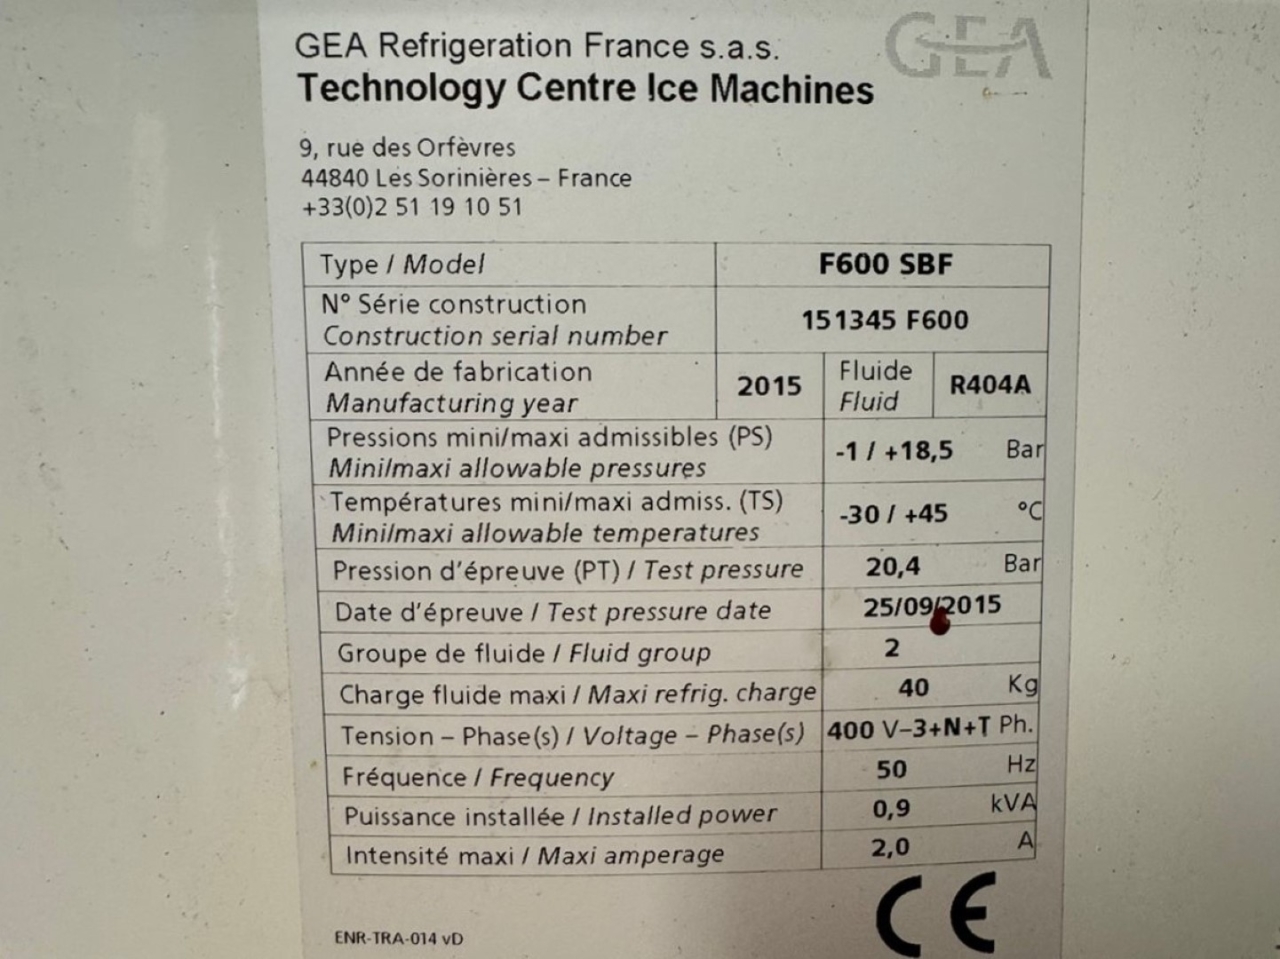 GEA Refrigeration France s.a.s.
GEA
Technology Centre Ice Machines
9, rue des Orfèvres
44840 Les Sorinières – France
+33(0)2 51 19 10 51
Type / Model F600 SBF
N° Série construction
Construction serial number
151345 F600
Année de fabrication
Manufacturing year
2015
Fluide
Fluid
R404A
Pressions mini/maxi admissibles (PS)
Mini/maxi allowable pressures
-1 / +18,5 Bar
Températures mini/maxi admiss. (TS)
Mini/maxi allowable temperatures
-30 / +45 °C
Pression d'épreuve (PT) / Test pressure 20,4 Bar
Date d'épreuve / Test pressure date 25/09/2015
Groupe de fluide / Fluid group 2
Charge fluide maxi / Maxi refrig. charge 40 Kg
Tension – Phase(s) / Voltage – Phase(s) 400 V–3+N+T Ph.
Fréquence / Frequency 50 Hz
Puissance installée / Installed power 0,9 kVA
Intensité maxi / Maxi amperage 2,0 A
CE
ENR-TRA-014 vD